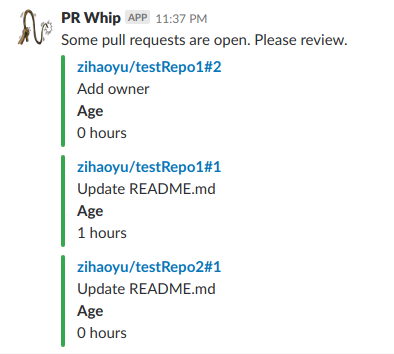 PR Whip APP 11:37 PM
Some pull requests are open. Please review.
zihaoyu/testRepo1#2
Add owner
Age
0 hours
zihaoyu/testRepo1#1
Update README.md
Age
1 hours
zihaoyu/testRepo2#1
Update README.md
Age
0 hours